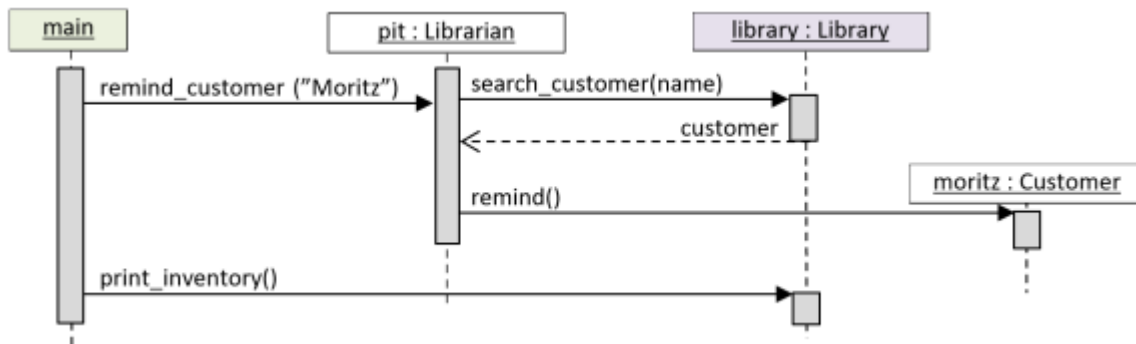 main
pit : Librarian
library : Library
remind_customer ("Moritz")
search_customer(name)
customer
moritz : Customer
remind()
print_inventory()